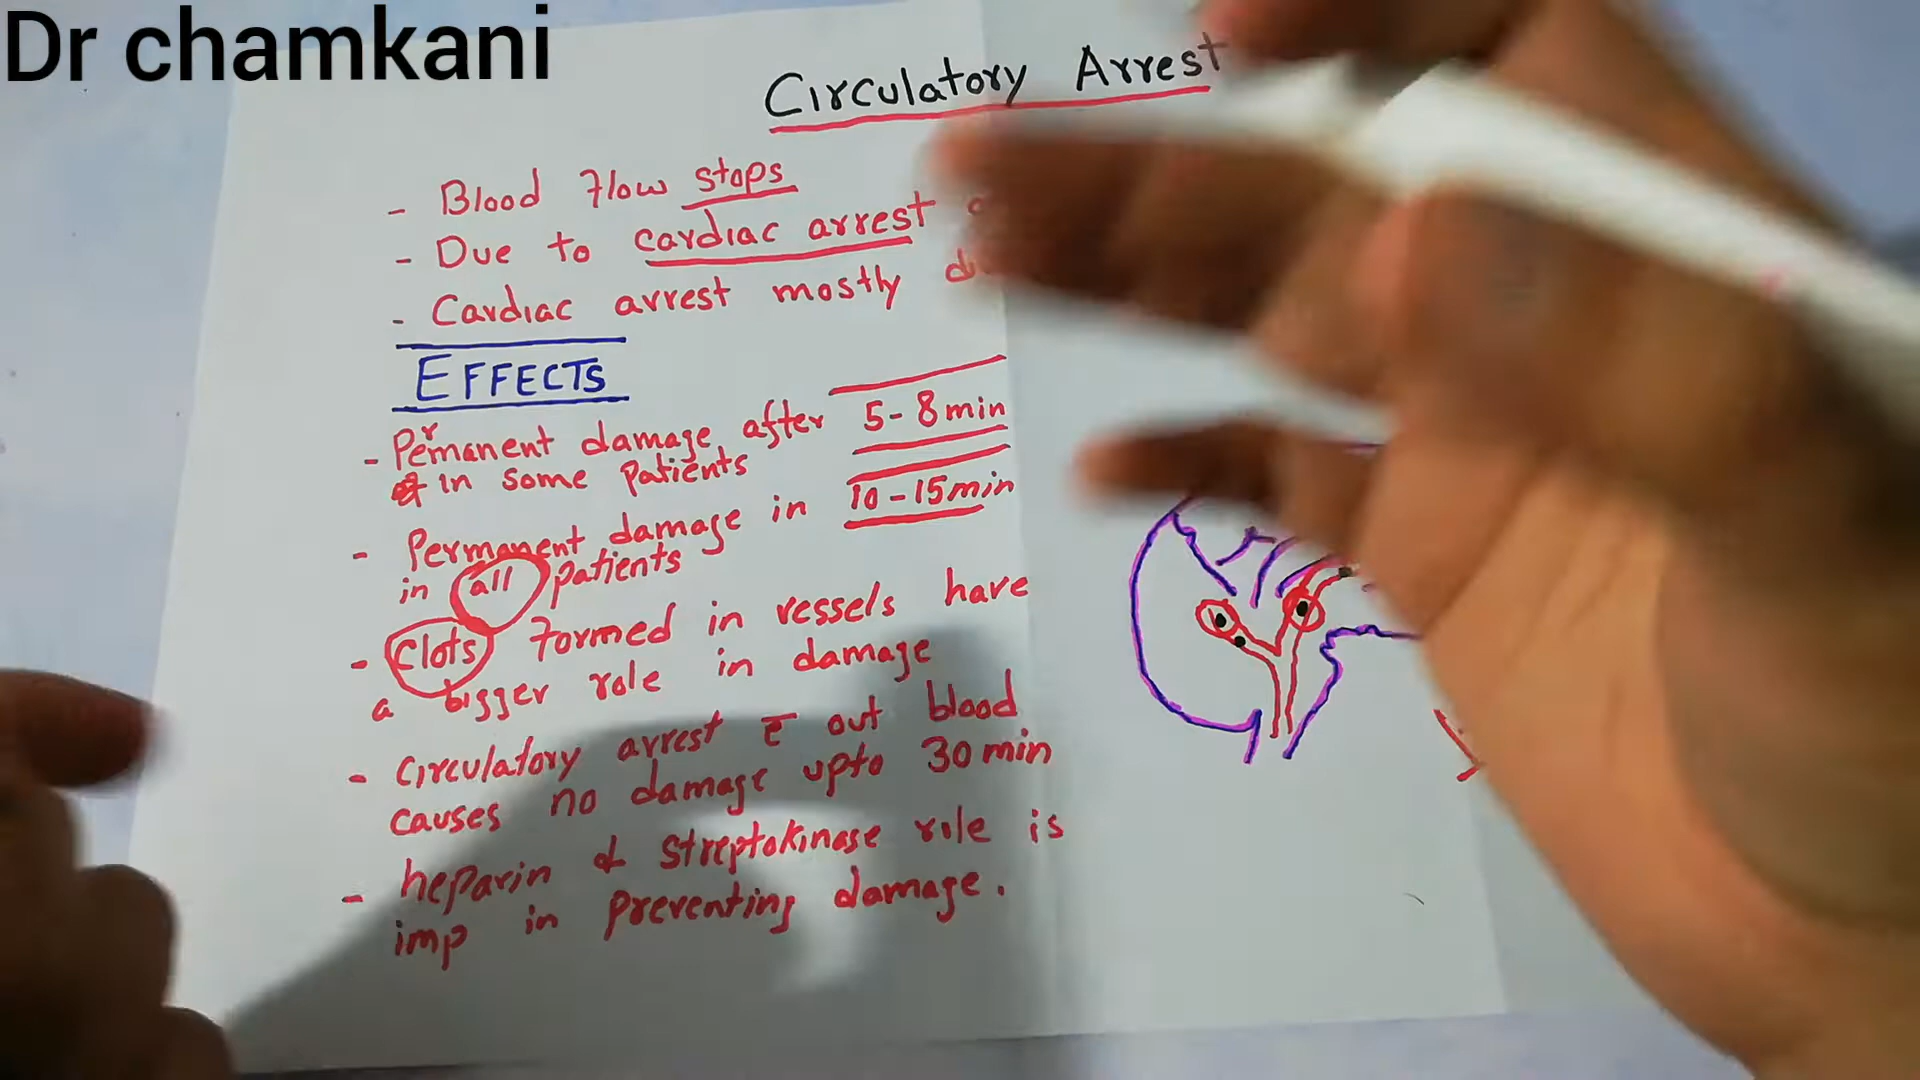 Dr chamkani
Circulatory Arrest
- Blood Flow stops
- Due to cardiac arrest
- Cardiac arrest mostly
EFFECTS
- Permanent damage after 5-8 min
in some patients
- Permanent damage in 10-15min
in all patients
- Clots formed in vessels have
a bigger role in damage
- Circulatory arrest c̅ out blood
causes no damage upto 30 min
- heparin & Streptokinase role is
imp in preventing damage.